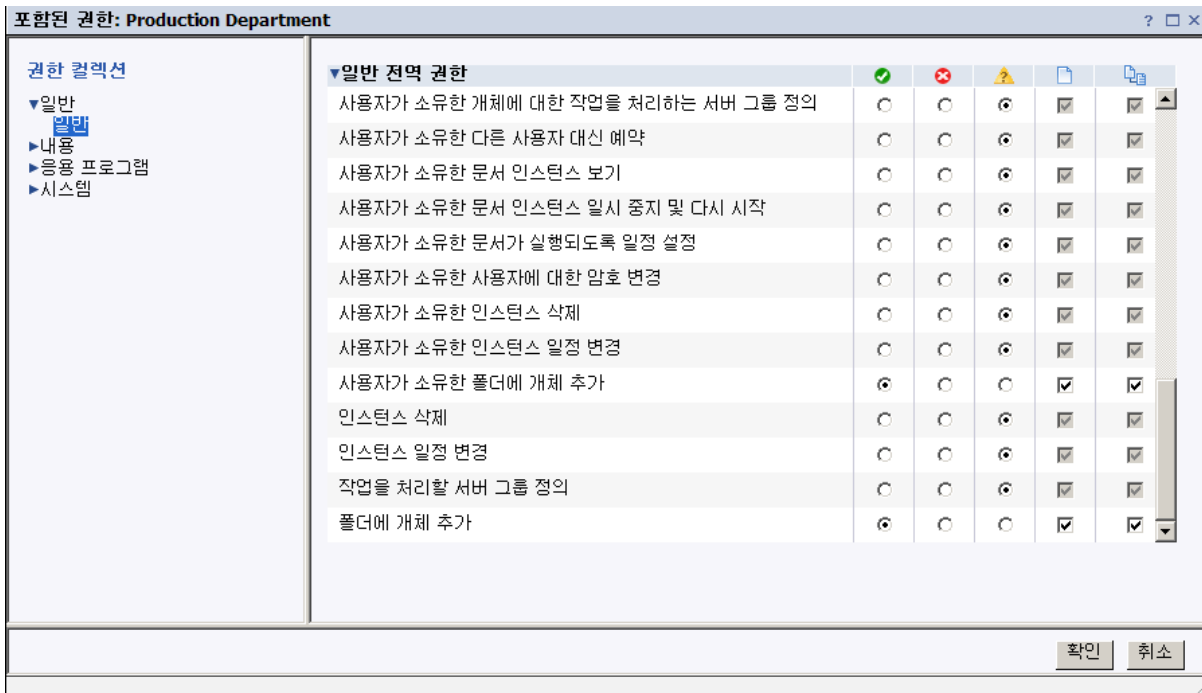 포함된 권한: Production Department
권한 컬렉션
▼일반
일반
►내용
►응용 프로그램
►시스템
▼일반 전역 권한
사용자가 소유한 개체에 대한 작업을 처리하는 서버 그룹 정의
사용자가 소유한 다른 사용자 대신 예약
사용자가 소유한 문서 인스턴스 보기
사용자가 소유한 문서 인스턴스 일시 중지 및 다시 시작
사용자가 소유한 문서가 실행되도록 일정 설정
사용자가 소유한 사용자에 대한 암호 변경
사용자가 소유한 인스턴스 삭제
사용자가 소유한 인스턴스 일정 변경
사용자가 소유한 폴더에 개체 추가
인스턴스 삭제
인스턴스 일정 변경
작업을 처리할 서버 그룹 정의
폴더에 개체 추가
확인
취소